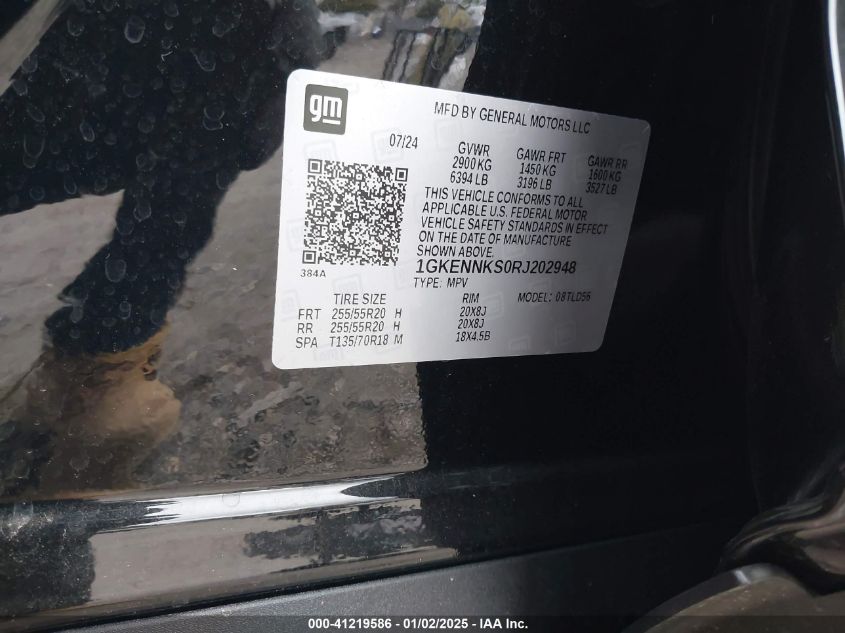 gm
MFD BY GENERAL MOTORS LLC
07/24
GVWR GAWR FRT GAWR RR
2900 KG 1450 KG 1600 KG
6394 LB 3196 LB 3527 LB
THIS VEHICLE CONFORMS TO ALL
APPLICABLE U.S. FEDERAL MOTOR
VEHICLE SAFETY STANDARDS IN EFFECT
ON THE DATE OF MANUFACTURE
SHOWN ABOVE.
384A
1GKENNKS0RJ202948
TYPE: MPV
TIRE SIZE RIM MODEL: 08TLD56
FRT 255/55R20 H 20X8J
RR 255/55R20 H 20X8J
SPA T135/70R18 M 18X4.5B
000-41219586 - 01/02/2025 - IAA Inc.